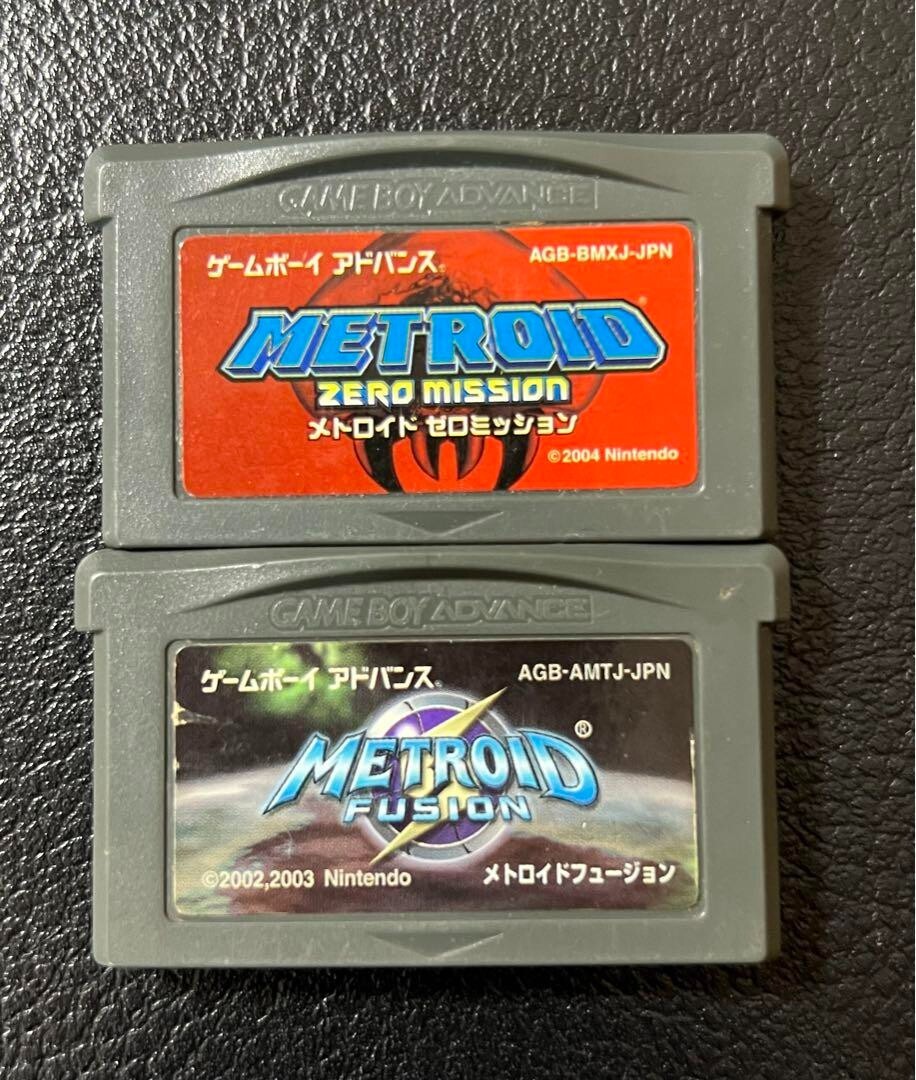 GAME BOY ADVANCE
ゲームボーイ アドバンス® AGB-BMXJ-JPN
METROID®
ZERO MISSION
メトロイド ゼロミッション
©2004 Nintendo
GAME BOY ADVANCE
ゲームボーイ アドバンス® AGB-AMTJ-JPN
METROID®
FUSION
©2002,2003 Nintendo メトロイドフュージョン